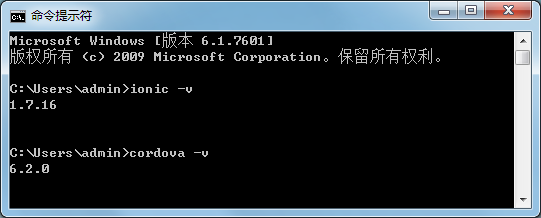 命令提示符
Microsoft Windows [版本 6.1.7601]
版权所有 (c) 2009 Microsoft Corporation。保留所有权利。
C:\Users\admin>ionic -v
1.7.16
C:\Users\admin>cordova -v
6.2.0